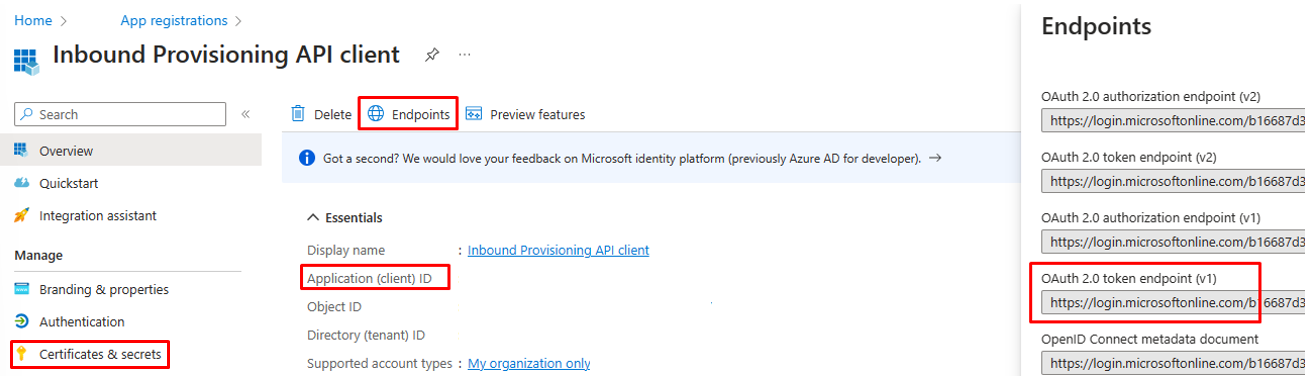 Home > App registrations >
Inbound Provisioning API client ...
Search «
Delete Endpoints Preview features
Overview
Quickstart
Integration assistant
Manage
Branding & properties
Authentication
Certificates & secrets
Got a second? We would love your feedback on Microsoft identity platform (previously Azure AD for developer). →
Essentials
Display name : Inbound Provisioning API client
Application (client) ID
Object ID
Directory (tenant) ID
Supported account types : My organization only
Endpoints
OAuth 2.0 authorization endpoint (v2)
https://login.microsoftonline.com/b16687d3
OAuth 2.0 token endpoint (v2)
https://login.microsoftonline.com/b16687d3
OAuth 2.0 authorization endpoint (v1)
https://login.microsoftonline.com/b16687d3
OAuth 2.0 token endpoint (v1)
https://login.microsoftonline.com/b16687d3
OpenID Connect metadata document
https://login.microsoftonline.com/b16687d3